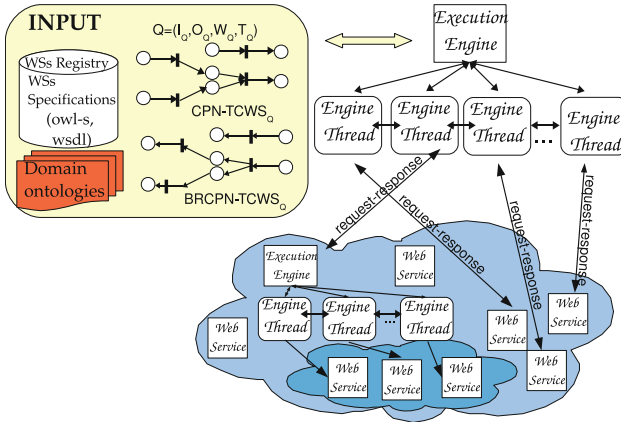 INPUT
Q=(I_Q,O_Q,W_Q,T_Q)
WSs Registry
WSs
Specifications
(owl-s,
wsdl)
Domain
ontologies
CPN-TCWS_Q
BRCPN-TCWS_Q
Execution
Engine
Engine
Thread
Engine
Thread
Engine
Thread
...
Engine
Thread
request-response
request-response
request-response
request-response
Execution
Engine
Web
Service
Engine
Thread
Engine
Thread
...
Engine
Thread
Web
Service
Web
Service
Web
Service
Web
Service
Web
Service
Web
Service
Web
Service